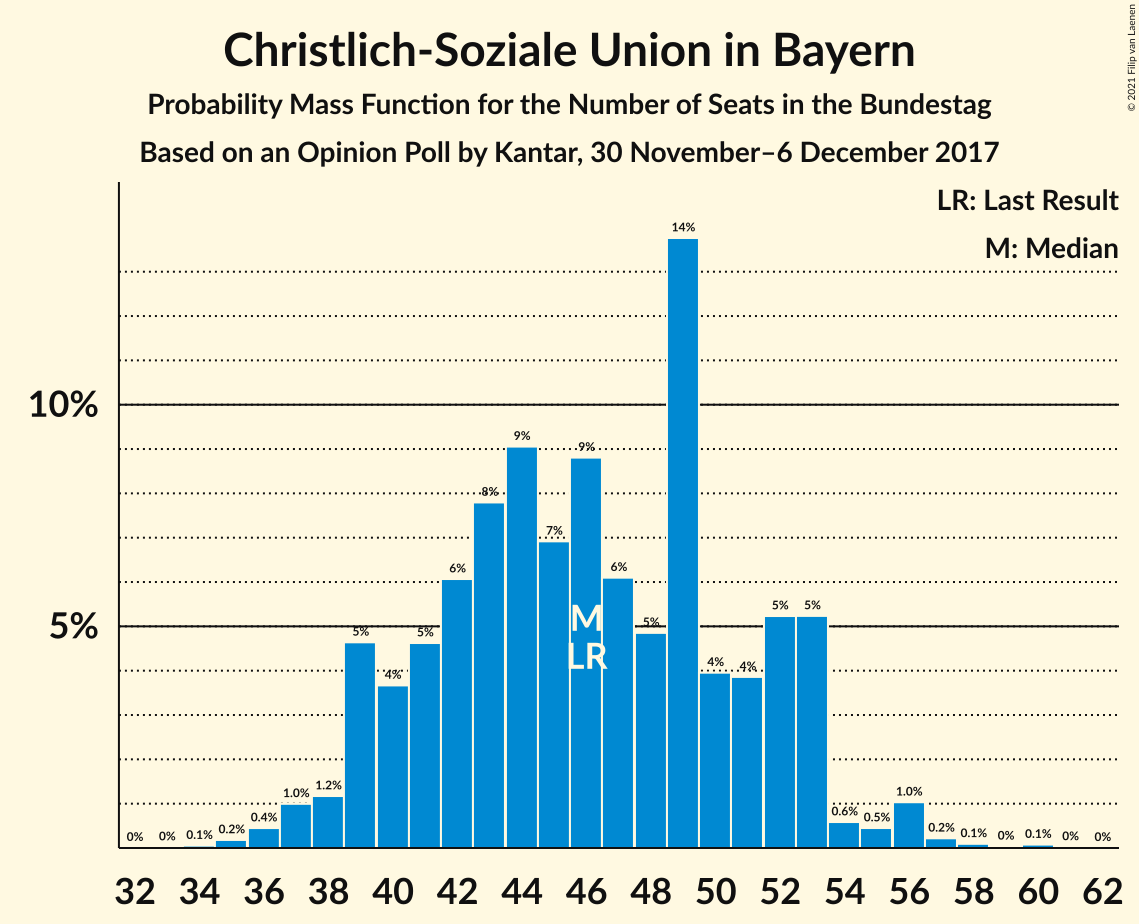 Christlich-Soziale Union in Bayern
Probability Mass Function for the Number of Seats in the Bundestag
Based on an Opinion Poll by Kantar, 30 November–6 December 2017
© 2021 Filip van Laenen
LR: Last Result
M: Median
10%
5%
0% 0% 0.1% 0.2% 0.4% 1.0% 1.2% 5% 4% 5% 6% 8% 9% 7% 9% 6% 5% 14% 4% 4% 5% 5% 0.6% 0.5% 1.0% 0.2% 0.1% 0% 0.1% 0% 0%
M
LR
32 34 36 38 40 42 44 46 48 50 52 54 56 58 60 62